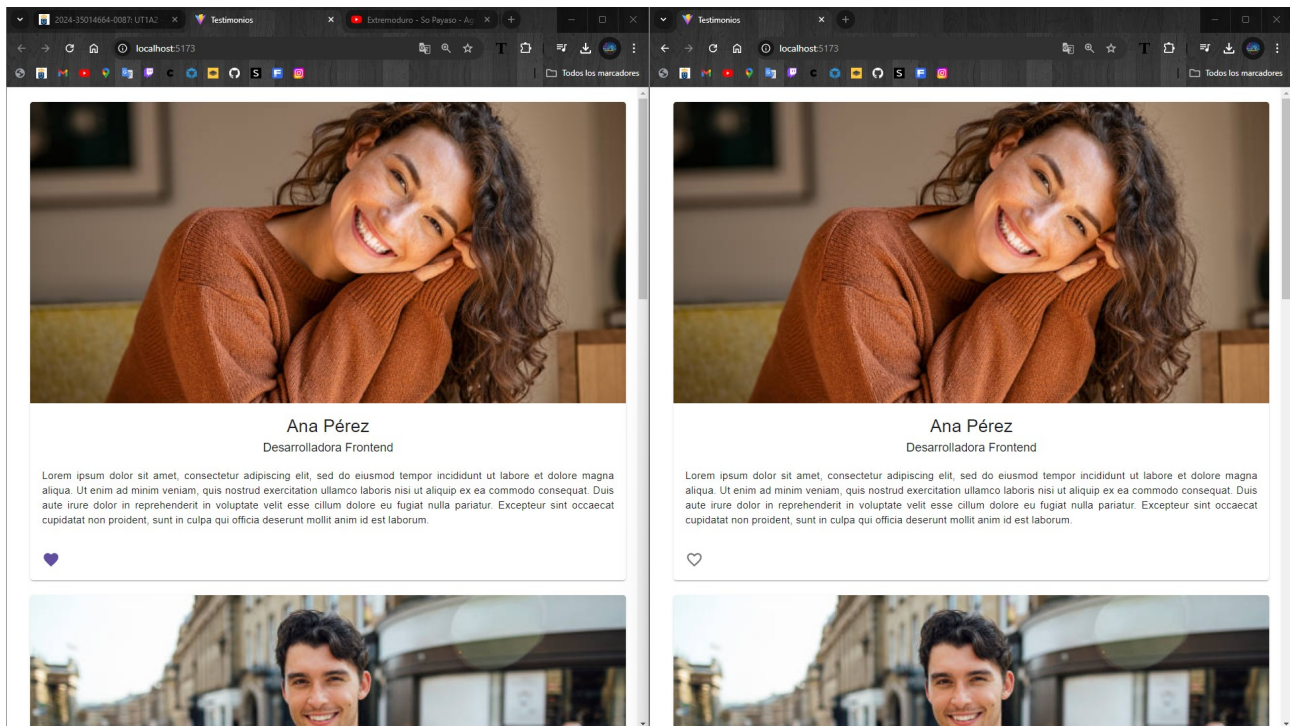 2024-35014664-0087: UT1A2
Testimonios
Extremoduro - So Payaso - Ag
localhost:5173
Todos los marcadores
Ana Pérez
Desarrolladora Frontend
Lorem ipsum dolor sit amet, consectetur adipiscing elit, sed do eiusmod tempor incididunt ut labore et dolore magna
aliqua. Ut enim ad minim veniam, quis nostrud exercitation ullamco laboris nisi ut aliquip ex ea commodo consequat. Duis
aute irure dolor in reprehenderit in voluptate velit esse cillum dolore eu fugiat nulla pariatur. Excepteur sint occaecat
cupidatat non proident, sunt in culpa qui officia deserunt mollit anim id est laborum.
Testimonios
localhost:5173
Todos los marcadores
Ana Pérez
Desarrolladora Frontend
Lorem ipsum dolor sit amet, consectetur adipiscing elit, sed do eiusmod tempor incididunt ut labore et dolore magna
aliqua. Ut enim ad minim veniam, quis nostrud exercitation ullamco laboris nisi ut aliquip ex ea commodo consequat. Duis
aute irure dolor in reprehenderit in voluptate velit esse cillum dolore eu fugiat nulla pariatur. Excepteur sint occaecat
cupidatat non proident, sunt in culpa qui officia deserunt mollit anim id est laborum.